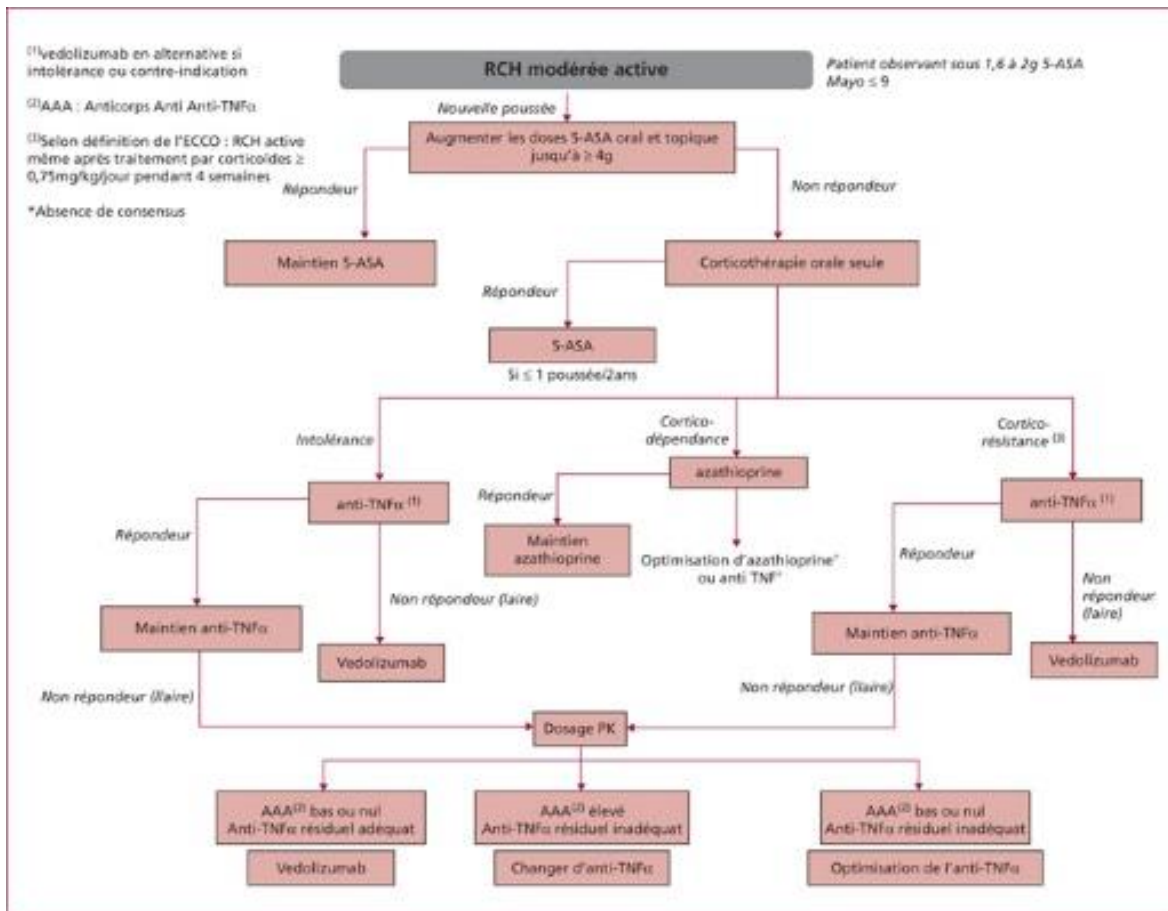 (1)vedolizumab en alternative si
intolérance ou contre-indication
(2)AAA : Anticorps Anti Anti-TNFα
(3)Selon définition de l'ECCO : RCH active
même après traitement par corticoïdes ≥
0,75mg/kg/jour pendant 4 semaines
*Absence de consensus
RCH modérée active
Patient observant sous 1,6 à 2g 5-ASA
Mayo ≤ 9
Nouvelle poussée
Augmenter les doses 5-ASA oral et topique
jusqu'à ≥ 4g
Répondeur
Non répondeur
Maintien 5-ASA
Corticothérapie orale seule
Répondeur
5-ASA
Si ≤ 1 poussée/2ans
Intolérance
Cortico-
dépendance
Cortico-
résistance (3)
anti-TNFα (1)
azathioprine
anti-TNFα (1)
Répondeur
Répondeur
Maintien
azathioprine
Optimisation d'azathioprine*
ou anti TNF*
Répondeur
Non répondeur (Iaire)
Non
répondeur
(Iaire)
Maintien anti-TNFα
Vedolizumab
Maintien anti-TNFα
Vedolizumab
Non répondeur (IIaire)
Non répondeur (IIaire)
Dosage PK
AAA(2) bas ou nul
Anti-TNFα résiduel adéquat
AAA(2) élevé
Anti-TNFα résiduel inadéquat
AAA(2) bas ou nul
Anti-TNFα résiduel inadéquat
Vedolizumab
Changer d'anti-TNFα
Optimisation de l'anti-TNFα